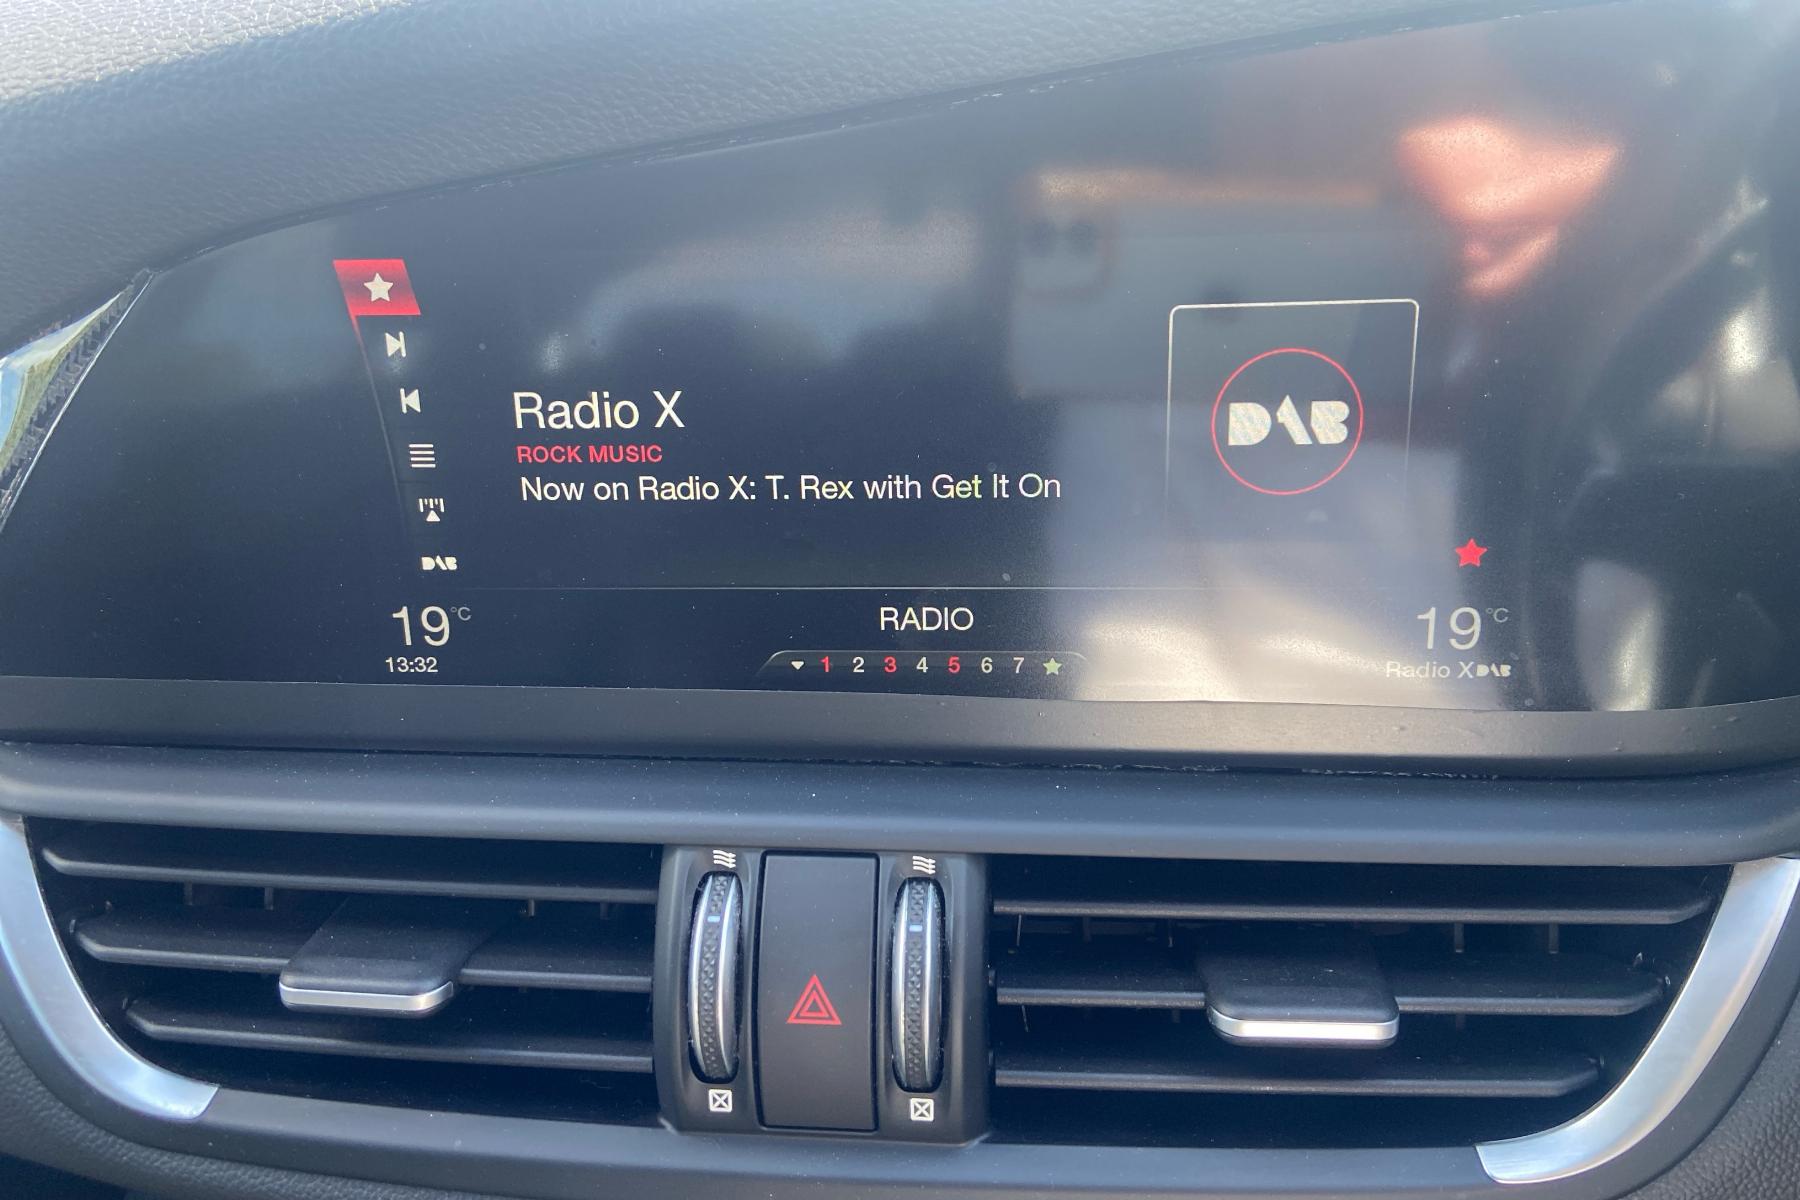 Radio X
ROCK MUSIC
Now on Radio X: T. Rex with Get It On
DAB
DAB
19°C
RADIO
19°C
13:32
1 2 3 4 5 6 7
Radio X DAB